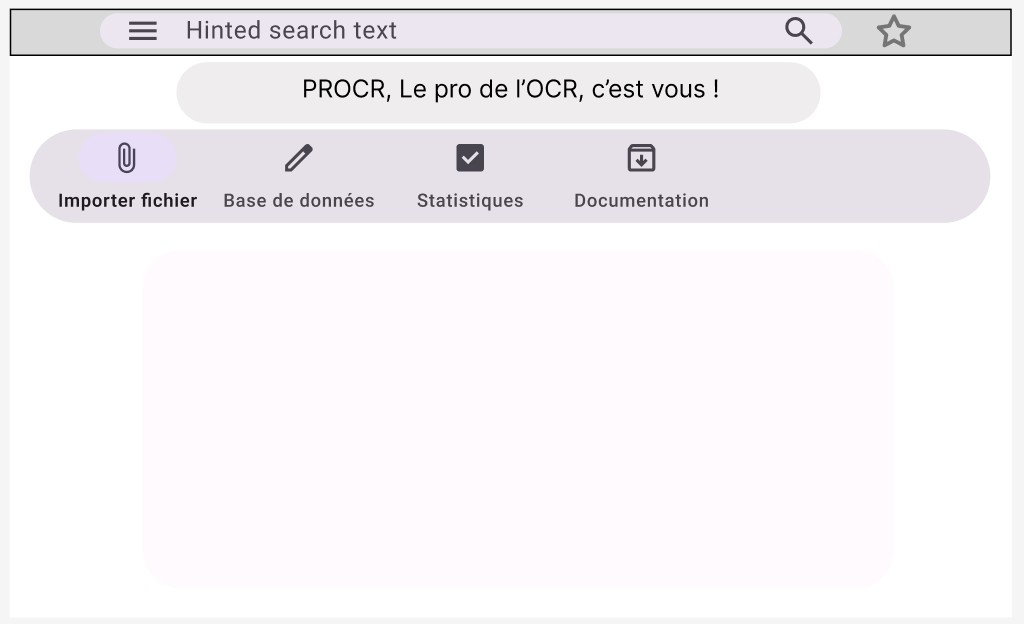 Hinted search text
PROCR, Le pro de l’OCR, c’est vous !
Importer fichier Base de données Statistiques Documentation